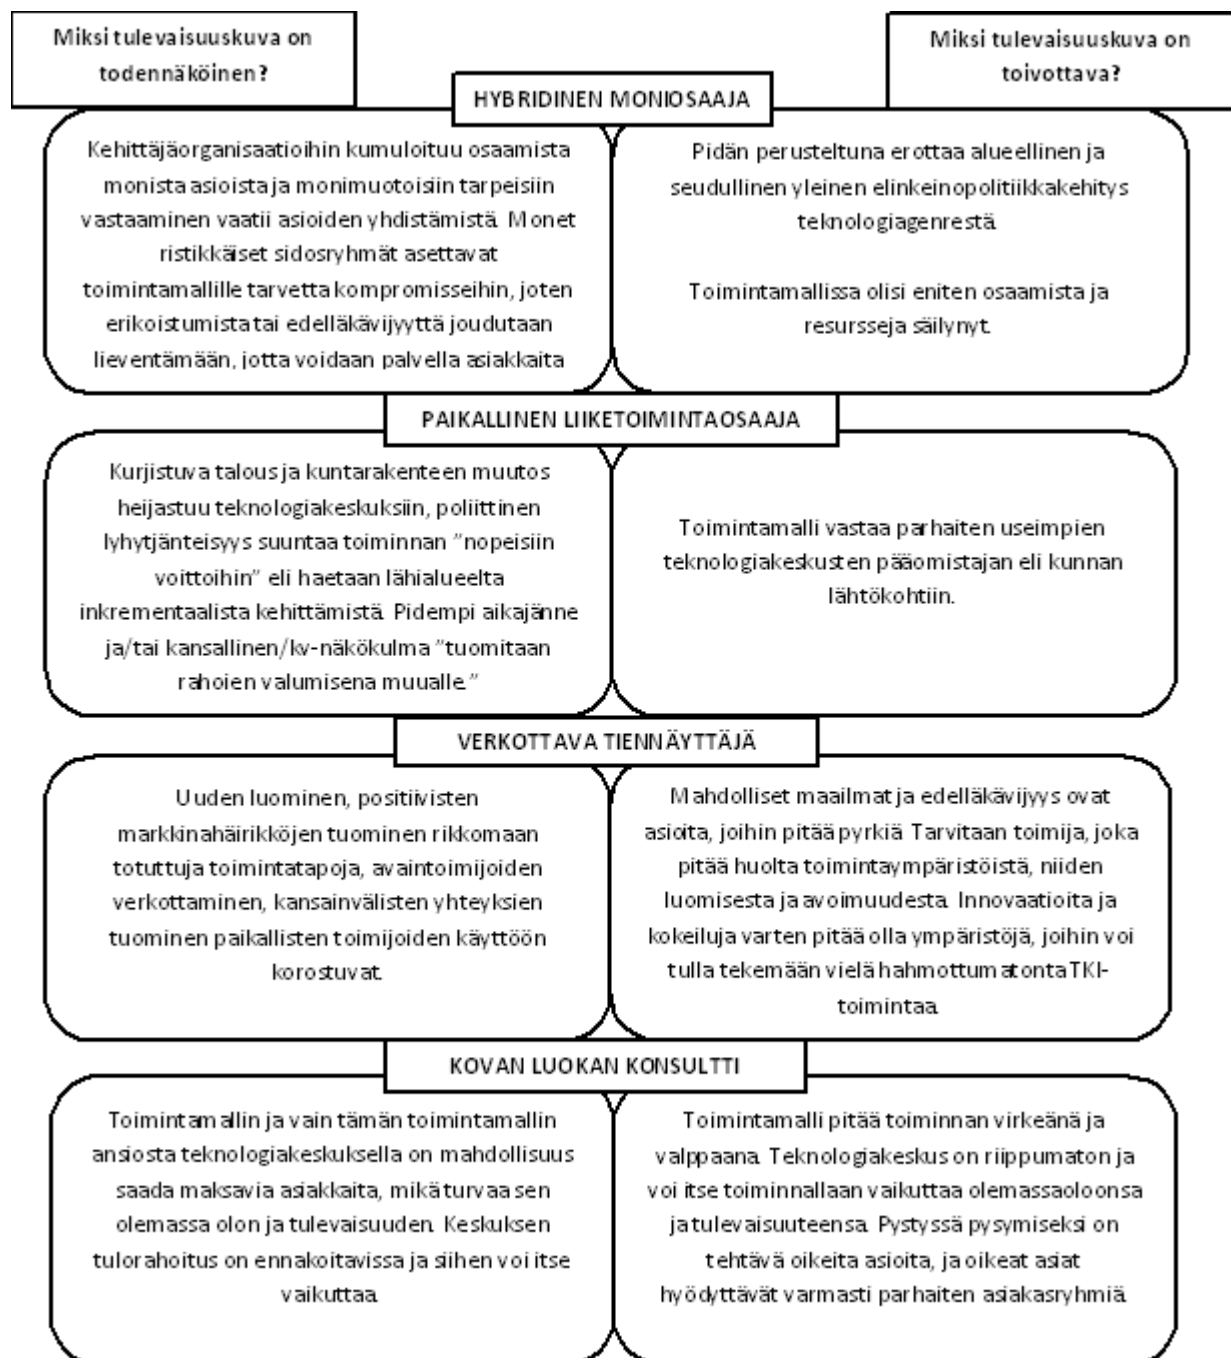 Miksi tulevaisuuskuva on
todennäköinen?
Miksi tulevaisuuskuva on
toivottava?
HYBRIDINEN MONIOSAAJA
Kehittäjäorganisaatioihin kumuloituu osaamista
monista asioista ja monimuotoisiin tarpeisiin
vastaaminen vaatii asioiden yhdistämistä. Monet
ristikkäiset sidosryhmät asettavat
toimintamallille tarvetta kompromisseihin, joten
erikoistumista tai edelläkävijyyttä joudutaan
lieventämään, jotta voidaan palvella asiakkaita
Pidän perusteltuna erottaa alueellinen ja
seudullinen yleinen elinkeinopolitiikkakehitys
teknologiagenrestä.
Toimintamallissa olisi eniten osaamista ja
resursseja säilynyt.
PAIKALLINEN LIIKETOIMINTAOSAAJA
Kurjistuva talous ja kuntarakenteen muutos
heijastuu teknologiakeskuksiin, poliittinen
lyhytjänteisyys suuntaa toiminnan "nopeisiin
voittoihin" eli haetaan lähialueelta
inkrementaalista kehittämistä. Pidempi aikajänne
ja/tai kansallinen/kv-näkökulma "tuomitaan
rahoien valumisena muualle."
Toimintamalli vastaa parhaiten useimpien
teknologiakeskusten pääomistajan eli kunnan
lähtökohtiin.
VERKOTTAVA TIENNÄYTTÄJÄ
Uuden luominen, positiivisten
markkinahäirikköjen tuominen rikkomaan
totuttuja toimintatapoja, avaintoimijoiden
verkottaminen, kansainvälisten yhteyksien
tuominen paikallisten toimijoiden käyttöön
korostuvat.
Mahdolliset maailmat ja edelläkävijyys ovat
asioita, joihin pitää pyrkiä. Tarvitaan toimija, joka
pitää huolta toimintaympäristöistä, niiden
luomisesta ja avoimuudesta. Innovaatioita ja
kokeiluja varten pitää olla ympäristöjä, joihin voi
tulla tekemään vielä hahmottumatonta TKI-
toimintaa.
KOVAN LUOKAN KONSULTTI
Toimintamallin ja vain tämän toimintamallin
ansiosta teknologiakeskuksella on mahdollisuus
saada maksavia asiakkaita, mikä turvaa sen
olemassa olon ja tulevaisuuden. Keskuksen
tulorahoitus on ennakoitavissa ja siihen voi itse
vaikuttaa.
Toimintamalli pitää toiminnan virkeänä ja
valppaana. Teknologiakeskus on riippumaton ja
voi itse toiminnallaan vaikuttaa olemassaoloonsa
ja tulevaisuuteensa. Pystyssä pysymiseksi on
tehtävä oikeita asioita, ja oikeat asiat
hyödyttävät varmasti parhaiten asiakasryhmiä.